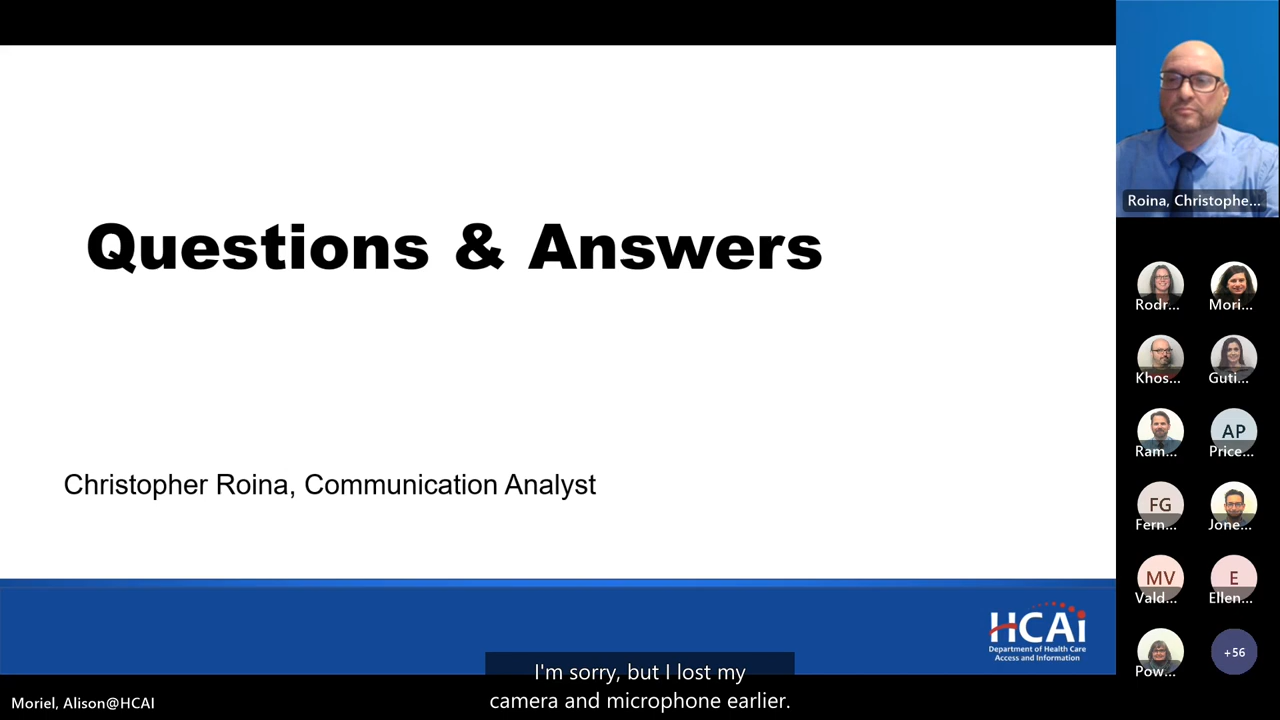 Questions & Answers
Christopher Roina, Communication Analyst
HCAi
Department of Health Care
Access and Information
I'm sorry, but I lost my
camera and microphone earlier.
Moriel, Alison@HCAI
Roina, Christophe...
Rodr...
Mori...
Khos...
Guti...
Ram...
AP
Price...
FG
Fern...
Jone...
MV
Vald...
E
Ellen...
Pow...
+56